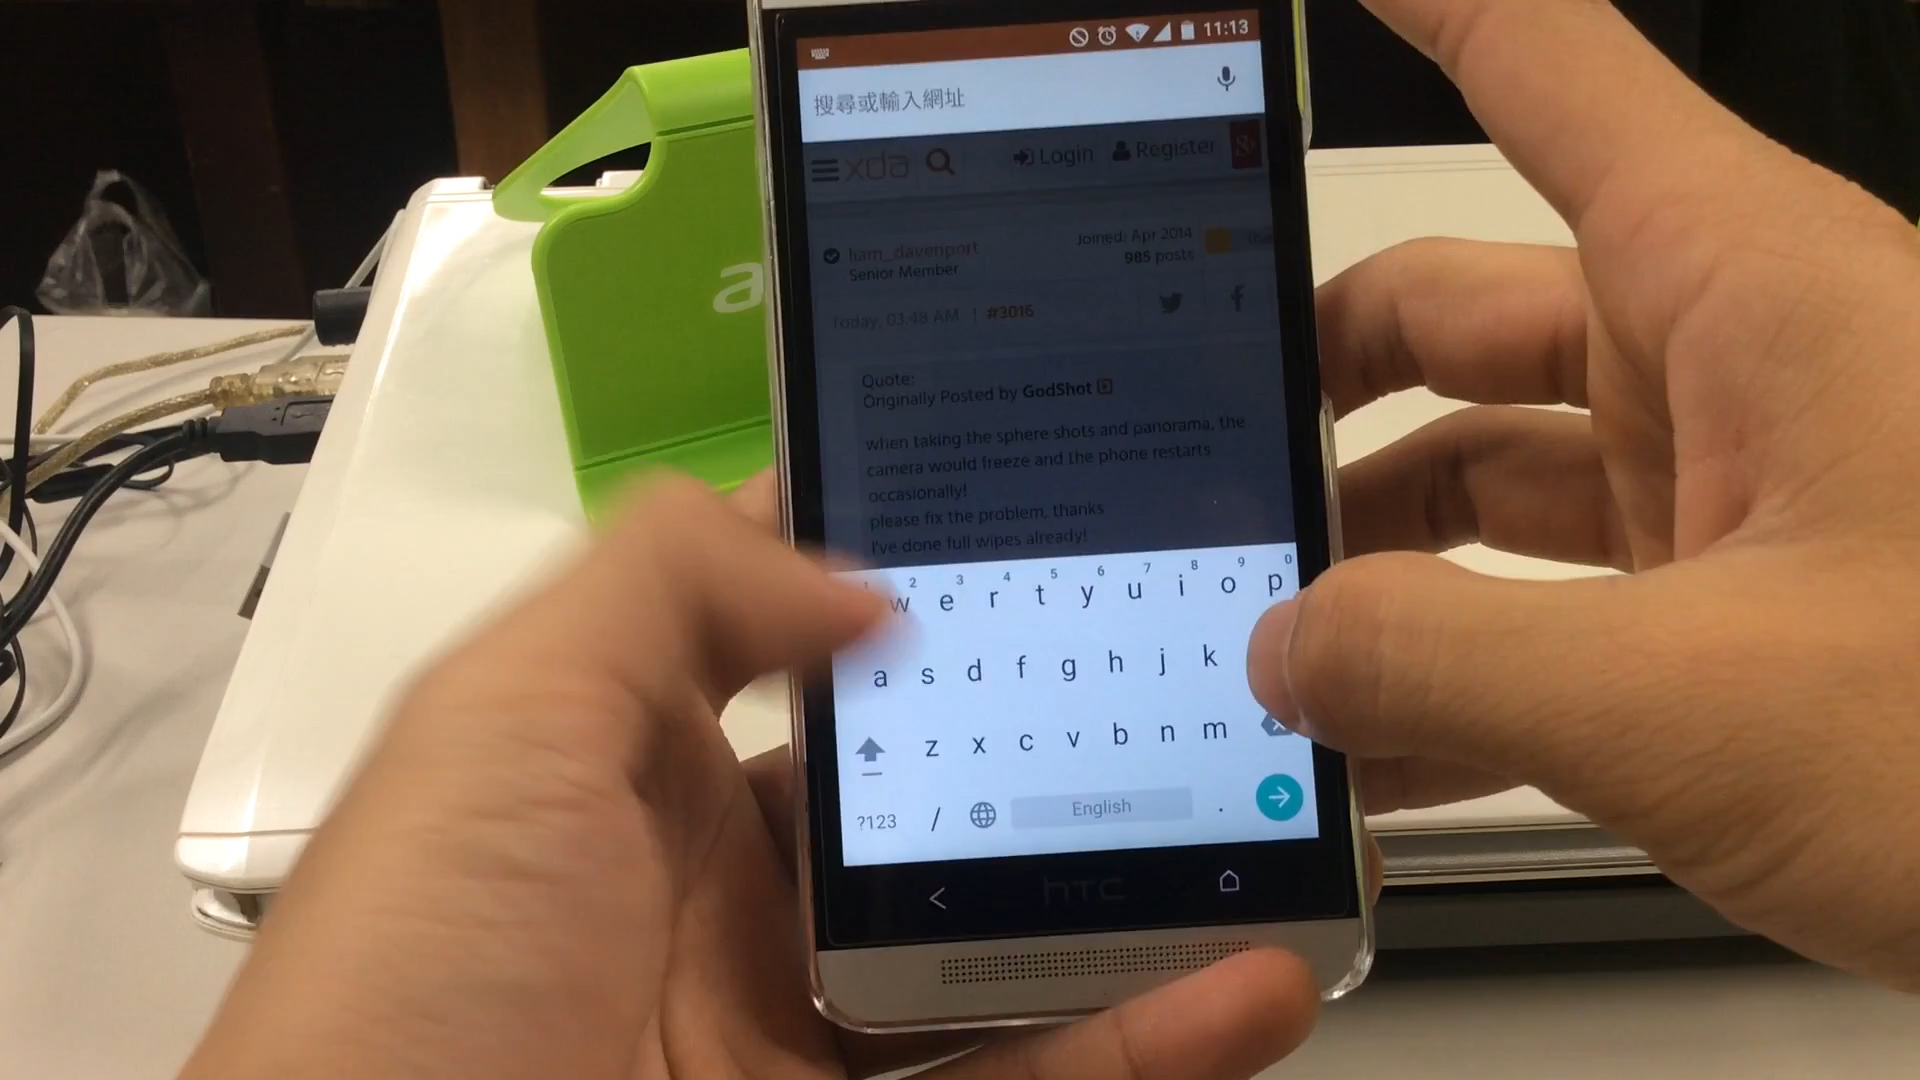 11:13
搜尋或輸入網址
xda
Login
Register
g+
liam_davenport
Senior Member
Joined: Apr 2014
985 posts
Today, 03:48 AM | #3016
Quote:
Originally Posted by GodShot
when taking the sphere shots and panorama, the
camera would freeze and the phone restarts
occasionally!
please fix the problem, thanks
I've done full wipes already!
2 3 4 5 6 7 8 9 0
w e r t y u i o p
a s d f g h j k
z x c v b n m
?123 / English .
hTC
a